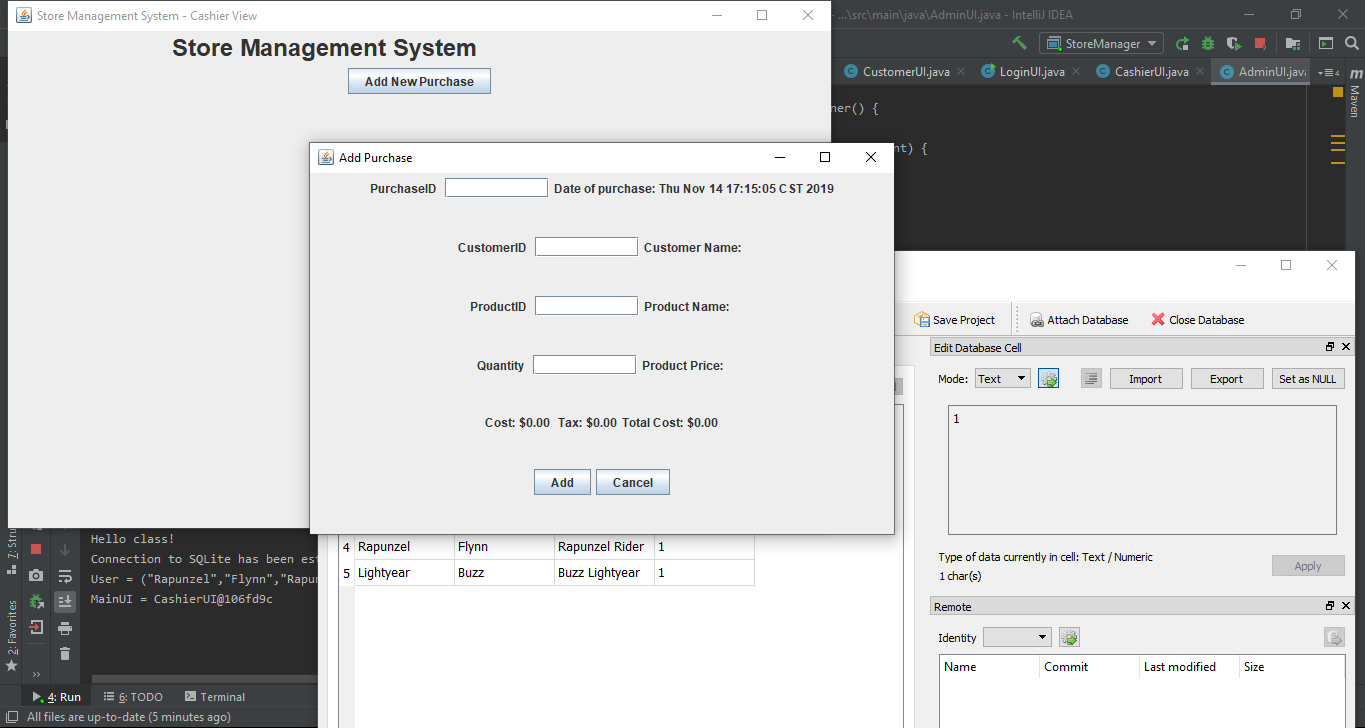 Store Management System - Cashier View
...\src\main\java\AdminUI.java - IntelliJ IDEA
Store Management System
StoreManager
Add New Purchase
CustomerUI.java
LoginUI.java
CashierUI.java
AdminUI.java
4
Maven
() {
) {
Add Purchase
PurchaseID
Date of purchase: Thu Nov 14 17:15:05 CST 2019
CustomerID
Customer Name:
ProductID
Product Name:
Quantity
Product Price:
Cost: $0.00 Tax: $0.00 Total Cost: $0.00
Add
Cancel
Save Project
Attach Database
Close Database
Edit Database Cell
Mode:
Text
Import
Export
Set as NULL
1
Type of data currently in cell: Text / Numeric
1 char(s)
Apply
Remote
Identity
Name
Commit
Last modified
Size
4 Rapunzel Flynn Rapunzel Rider 1
5 Lightyear Buzz Buzz Lightyear 1
Hello class!
Connection to SQLite has been
User = ("Rapunzel","Flynn",
MainUI = CashierUI@106fd9c
2: Favorites
4: Run
6: TODO
Terminal
All files are up-to-date (5 minutes ago)